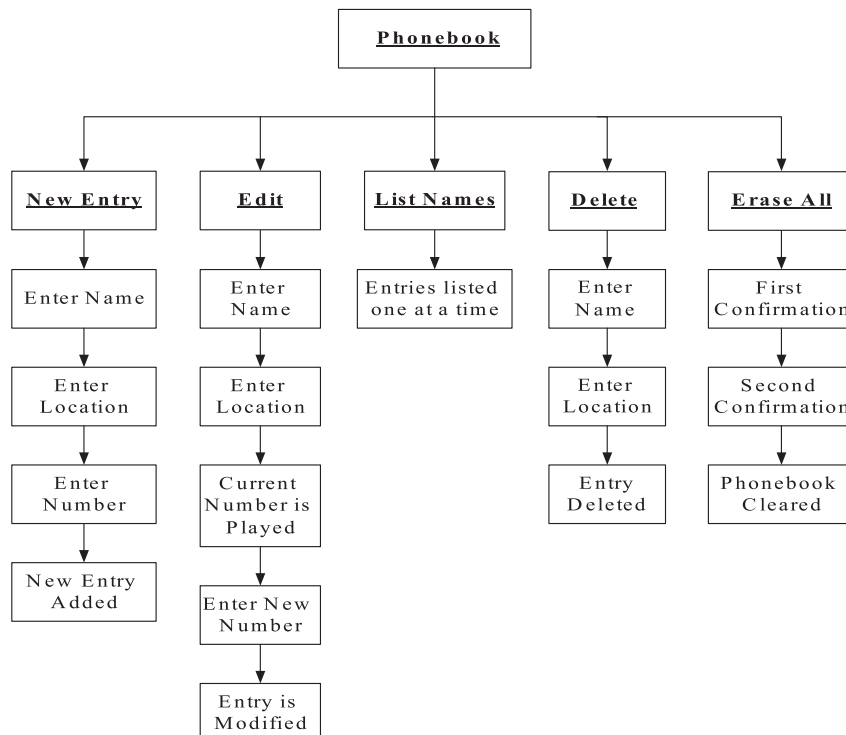 Phonebook
New Entry
Enter Name
Enter
Location
Enter
Number
New Entry
Added
Edit
Enter
Name
Enter
Location
Current
Number is
Played
Enter New
Number
Entry is
Modified
List Names
Entries listed
one at a time
Delete
Enter
Name
Enter
Location
Entry
Deleted
Erase All
First
Confirmation
Second
Confirmation
Phonebook
Cleared